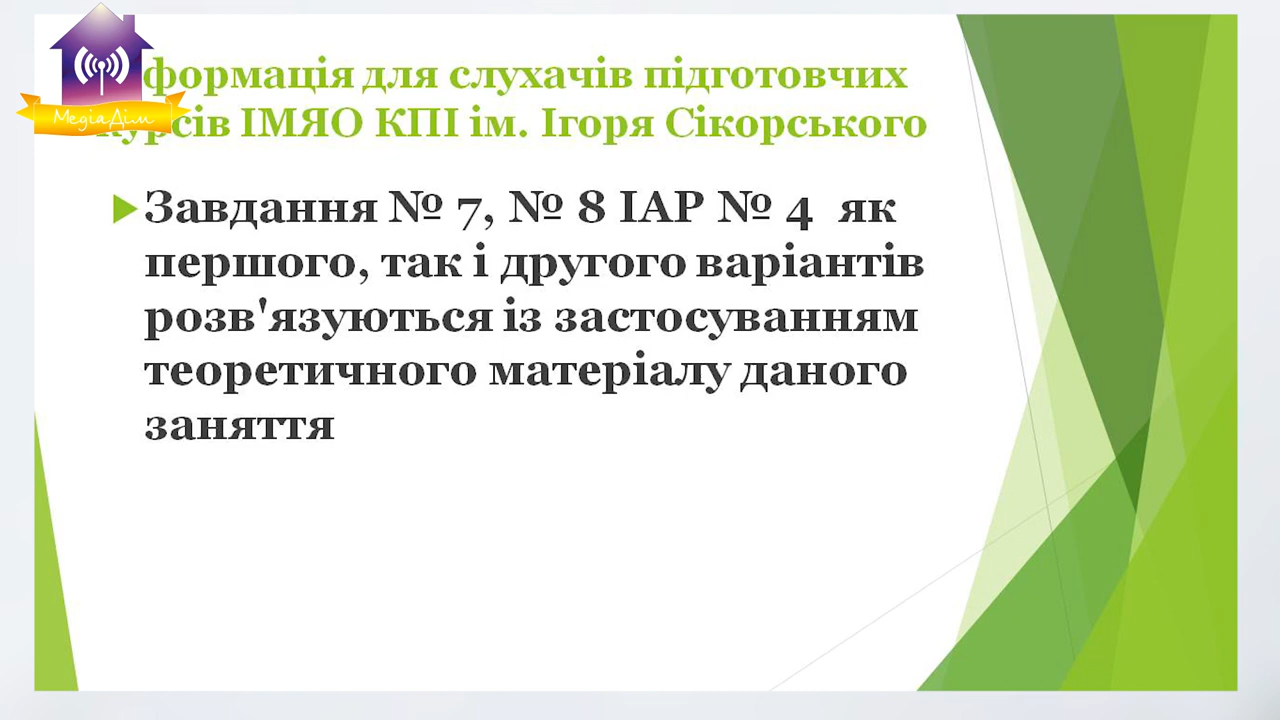 МедіаДім
формація для слухачів підготовчих
курсів ІМЯО КПІ ім. Ігоря Сікорського
Завдання № 7, № 8 ІАР № 4 як
першого, так і другого варіантів
розв'язуються із застосуванням
теоретичного матеріалу даного
заняття